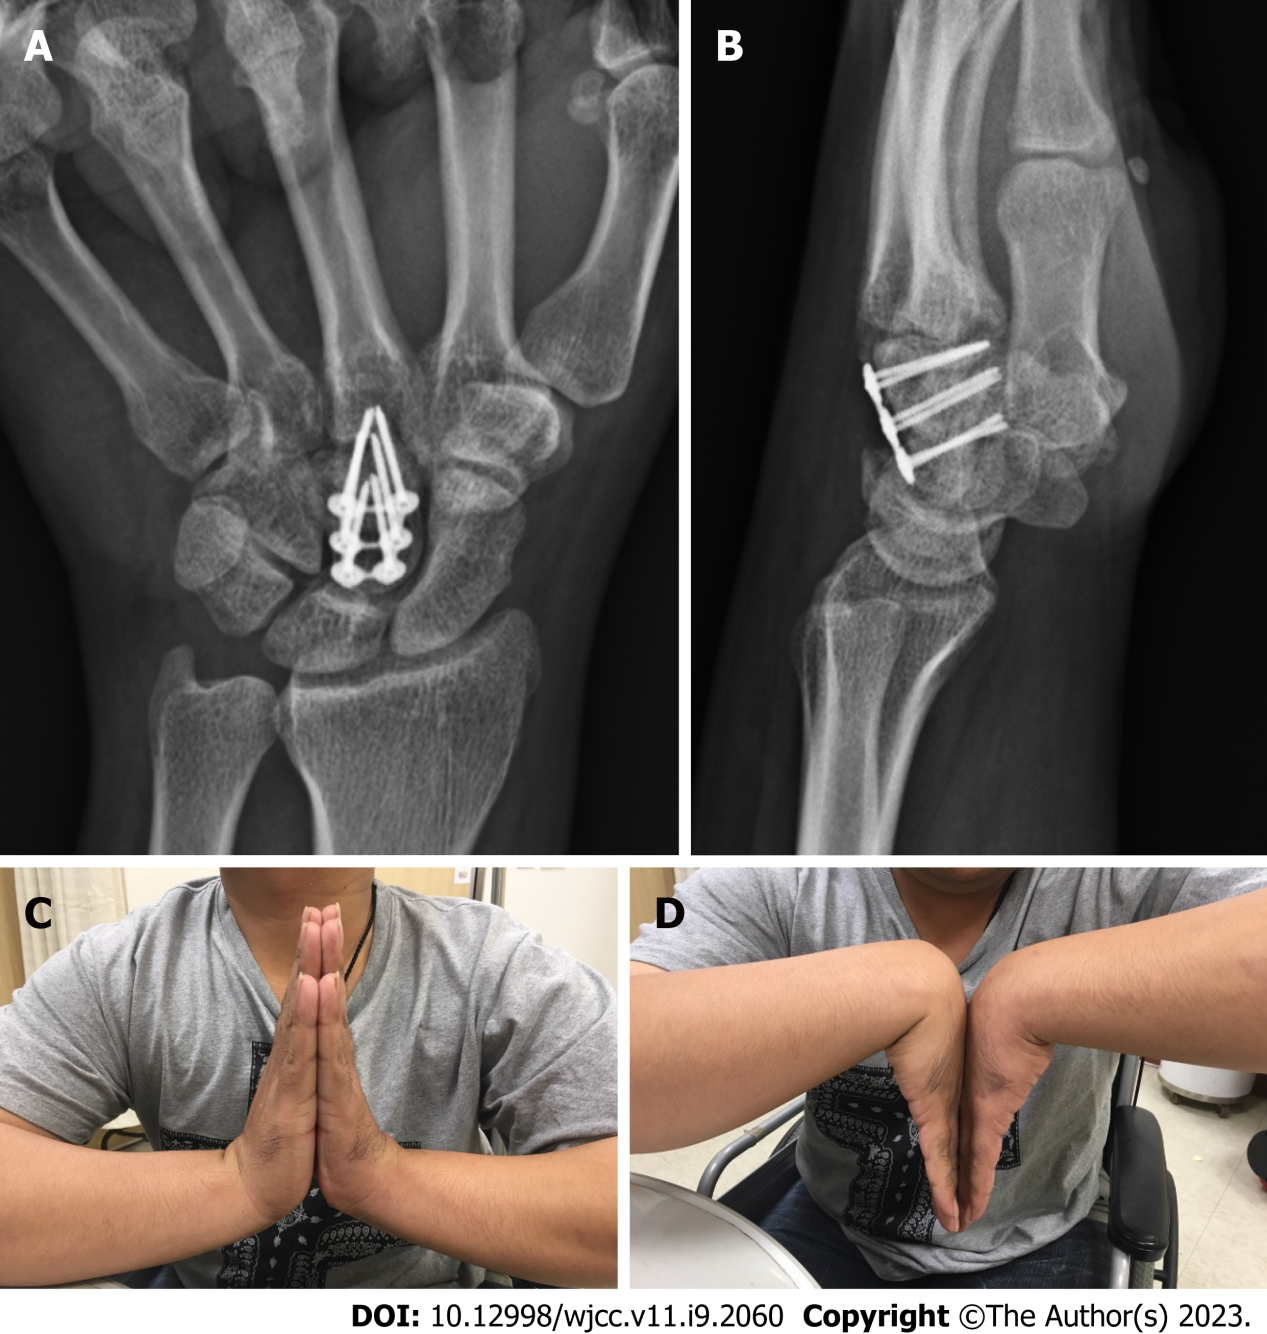 A
B
C
D
DOI: 10.12998/wjcc.v11.i9.2060 Copyright ©The Author(s) 2023.